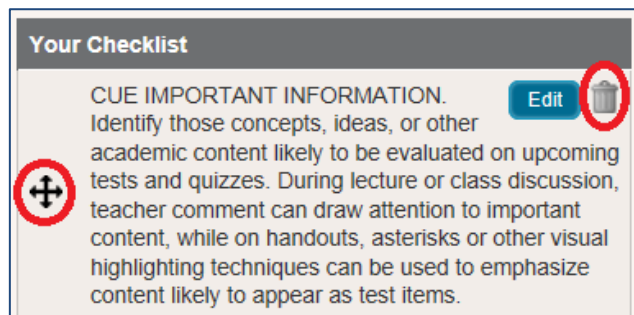 Your Checklist
CUE IMPORTANT INFORMATION.
Edit
Identify those concepts, ideas, or other
academic content likely to be evaluated on upcoming
tests and quizzes. During lecture or class discussion,
teacher comment can draw attention to important
content, while on handouts, asterisks or other visual
highlighting techniques can be used to emphasize
content likely to appear as test items.